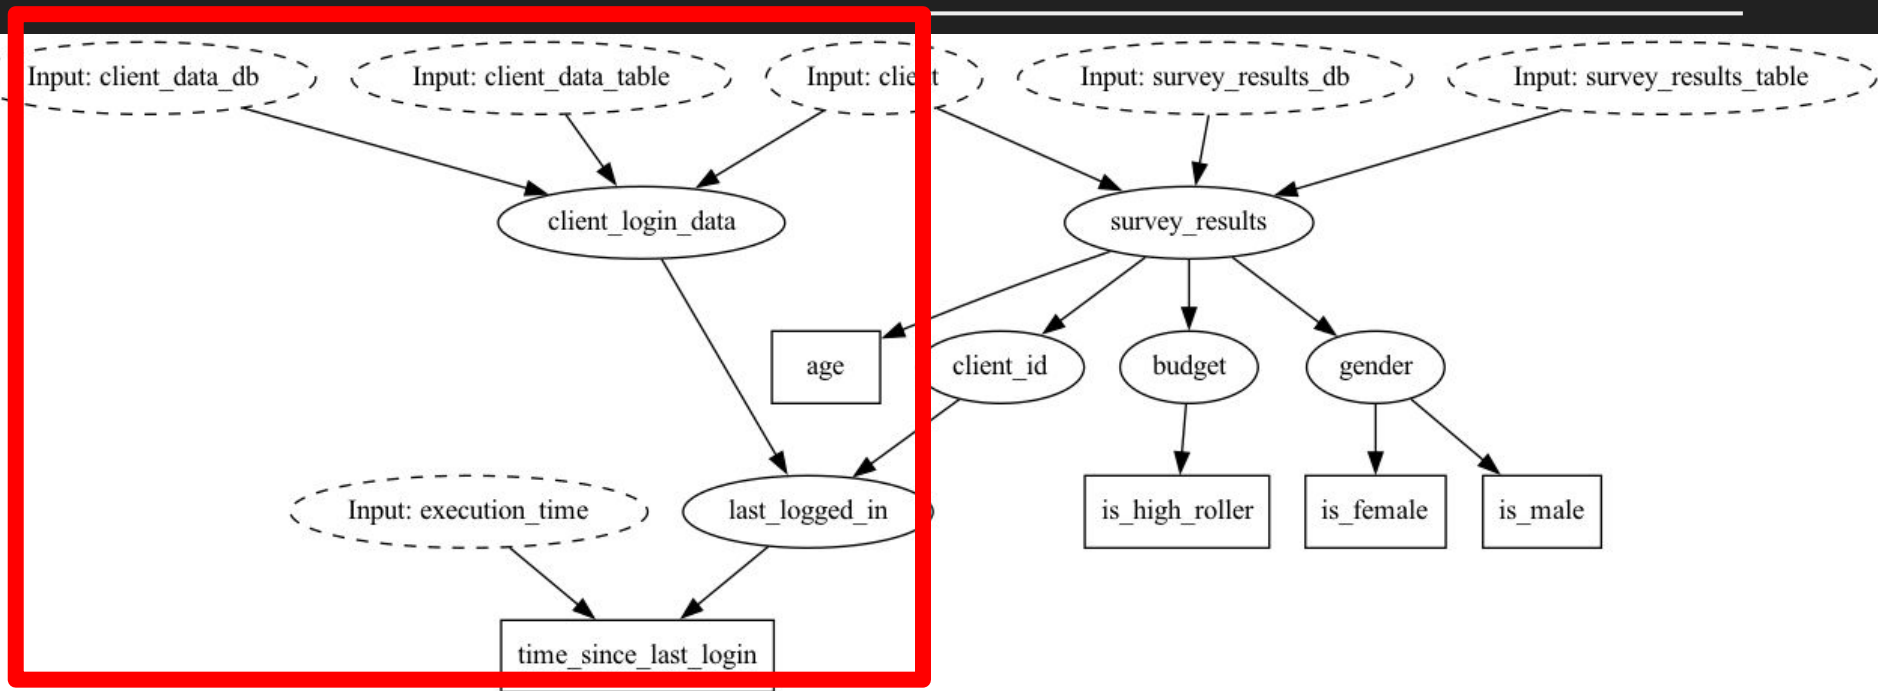 Input: client_data_db
Input: client_data_table
Input: client
Input: survey_results_db
Input: survey_results_table
client_login_data
survey_results
age
client_id
budget
gender
Input: execution_time
last_logged_in
is_high_roller
is_female
is_male
time_since_last_login